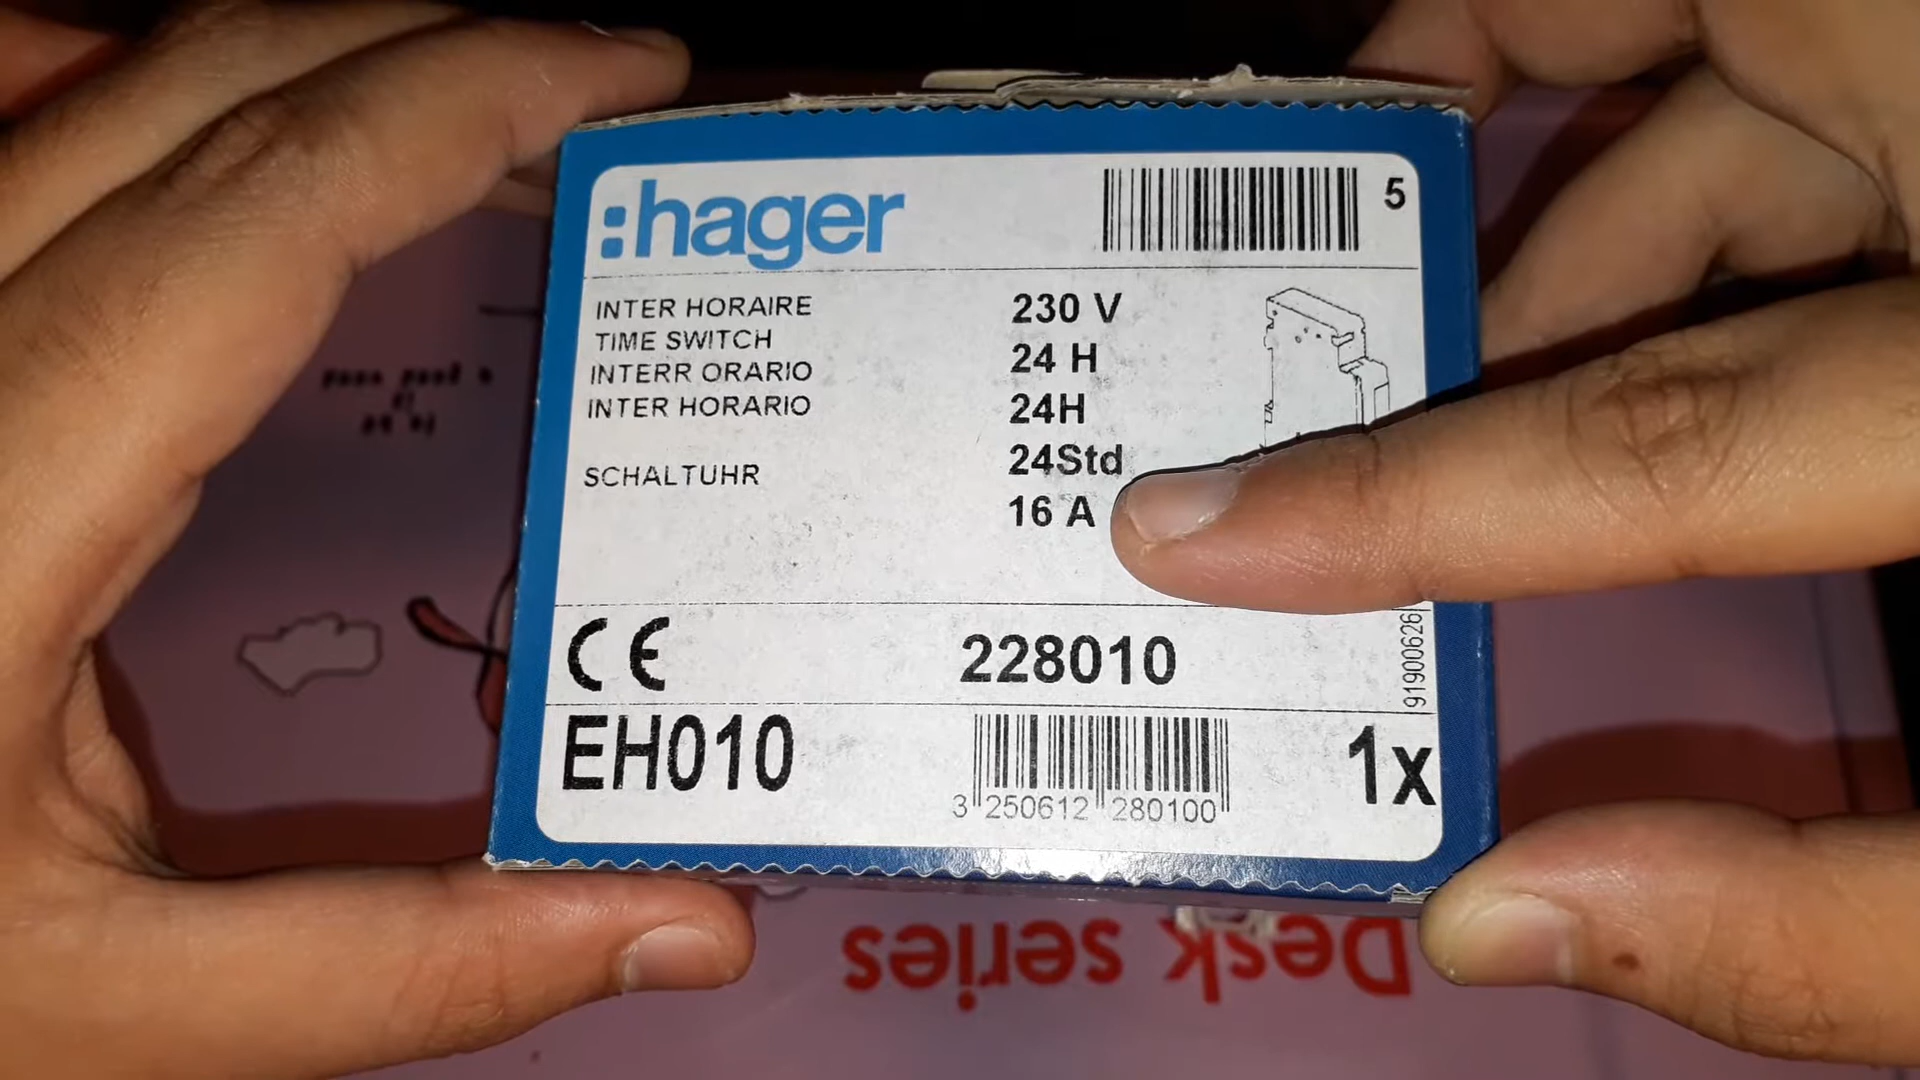 :hager
5
INTER HORAIRE 230 V
TIME SWITCH 24 H
INTERR ORARIO 24H
INTER HORARIO 24Std
SCHALTUHR 16 A
CE 228010
91900626
EH010
3 250612 280100
1x
Desk series